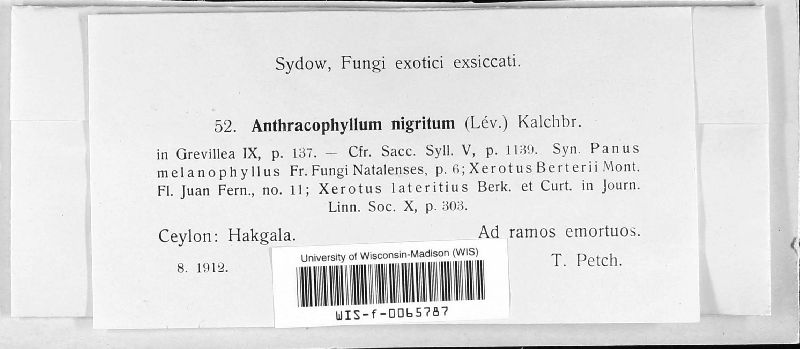 Sydow, Fungi exotici exsiccati.
52. Anthracophyllum nigritum (Lév.) Kalchbr.
in Grevillea IX, p. 137. — Cfr. Sacc. Syll. V, p. 1139. Syn. Panus
melanophyllus Fr. Fungi Natalenses, p. 6; Xerotus Berterii Mont.
Fl. Juan Fern., no. 11; Xerotus lateritius Berk. et Curt. in Journ.
Linn. Soc. X, p. 303.
Ceylon: Hakgala. Ad ramos emortuos.
8. 1912. T. Petch.
University of Wisconsin-Madison (WIS)
WIS-f-0065787